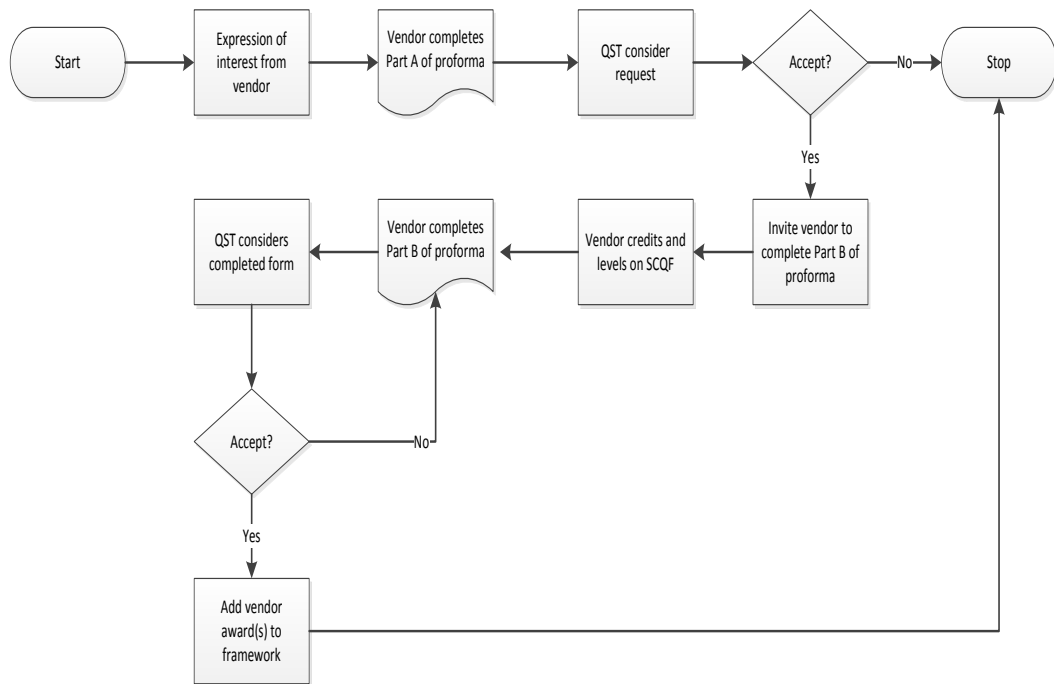 Start
Expression of
interest from
vendor
Vendor completes
Part A of proforma
QST consider
request
Accept?
No
Stop
Yes
Invite vendor to
complete Part B of
proforma
Vendor credits and
levels on SCQF
Vendor completes
Part B of proforma
QST considers
completed form
Accept?
No
Yes
Add vendor
award(s) to
framework